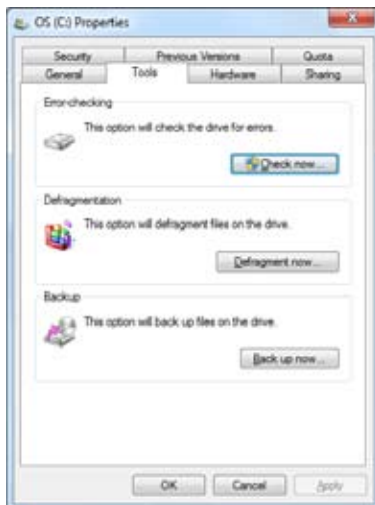 OS (C:) Properties
Security Previous Versions Quota
General Tools Hardware Sharing
Error-checking
This option will check the drive for errors.
Check now...
Defragmentation
This option will defragment files on the drive.
Defragment now...
Backup
This option will back up files on the drive.
Back up now...
OK Cancel Apply